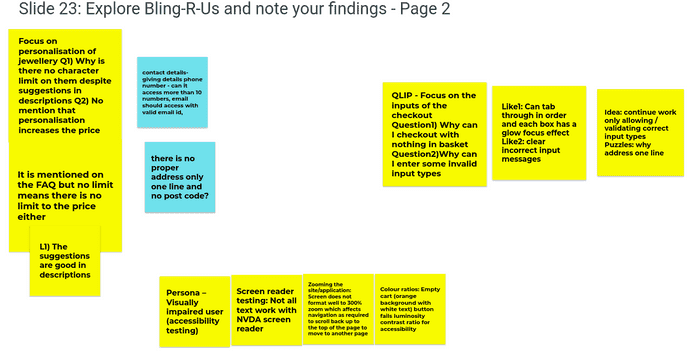 Slide 23: Explore Bling-R-Us and note your findings - Page 2
Focus on
personalisation of
jewellery Q1) Why is
there no character
limit on them despite
suggestions in
descriptions Q2) No
mention that
personalisation
increases the price
It is mentioned on
the FAQ but no limit
means there is no
limit to the price
either
L1) The
suggestions
are good in
descriptions
contact details-
giving details phone
number - can it
access more than 10
numbers, email
should access with
valid email id,
there is no
proper
address only
one line and
no post code?
QLIP - Focus on the
inputs of the
checkout
Question1) Why can
I checkout with
nothing in basket
Question2)Why can
I enter some invalid
input types
Like1: Can tab
through in order
and each box has a
glow focus effect
Like2: clear
incorrect input
messages
Idea: continue work
only allowing /
validating correct
input types
Puzzles: why
address one line
Persona –
Visually
impaired user
(accessibility
testing)
Screen reader
testing: Not all
text work with
NVDA screen
reader
Zooming the
site/application:
Screen does not
format well to 300%
zoom which affects
navigation as required
to scroll back up to
the top of the page to
move to another page
Colour ratios: Empty
cart (orange
background with
white text) button
fails luminosity
contrast ratio for
accessibility